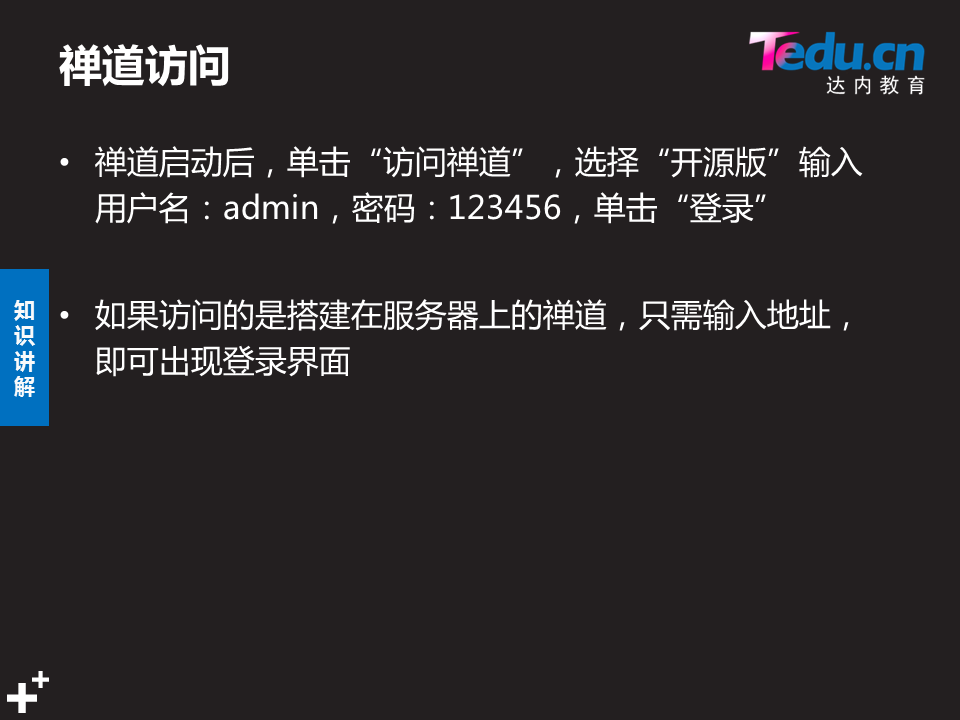 禅道访问
Tedu.cn
达内教育
• 禅道启动后，单击“访问禅道”，选择“开源版”输入
用户名：admin，密码：123456，单击“登录”
• 如果访问的是搭建在服务器上的禅道，只需输入地址，
即可出现登录界面
知
识
讲
解